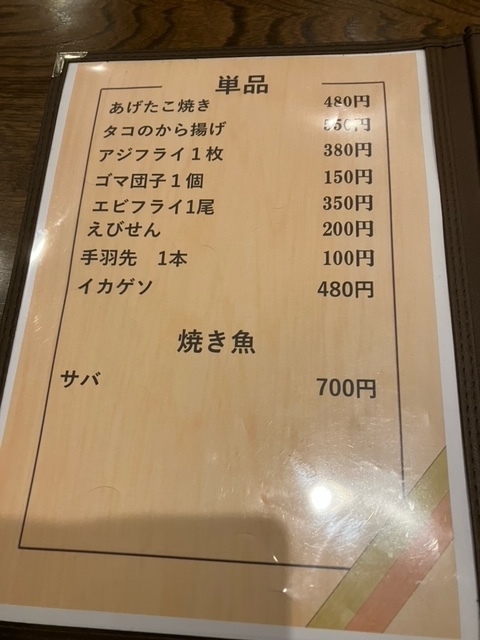 単品
あげたこ焼き 480円
タコのから揚げ 550円
アジフライ１枚 380円
ゴマ団子１個 150円
エビフライ1尾 350円
えびせん 200円
手羽先 1本 100円
イカゲソ 480円
焼き魚
サバ 700円